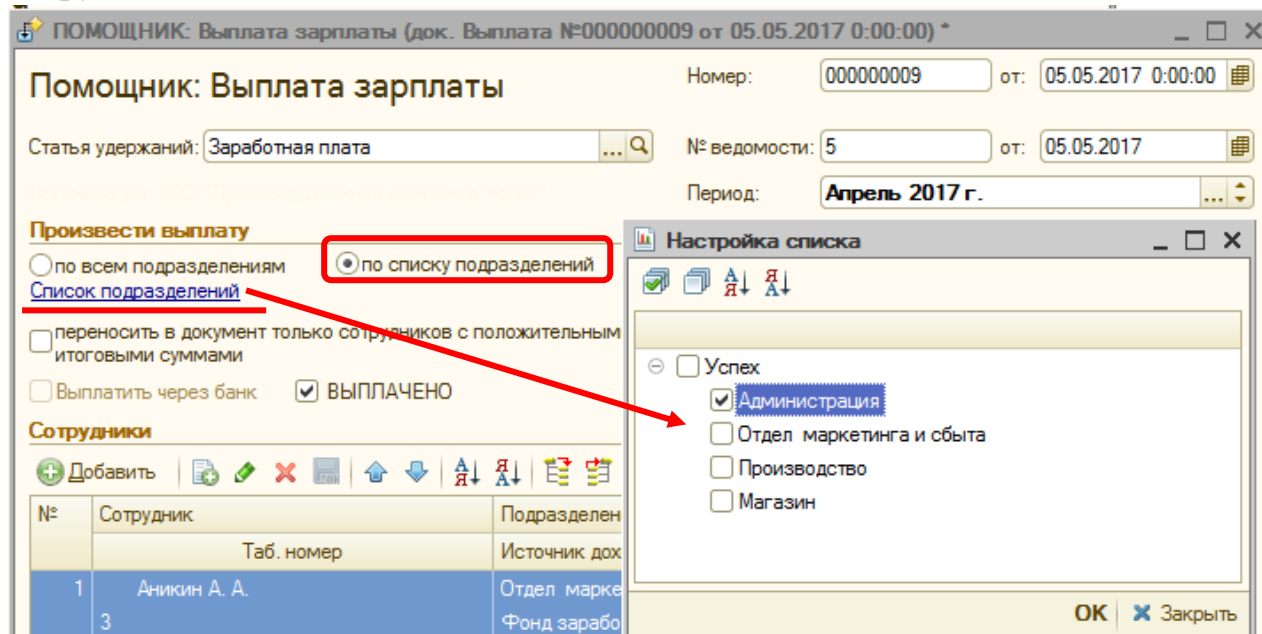 ПОМОЩНИК: Выплата зарплаты (док. Выплата №000000009 от 05.05.2017 0:00:00) *
Помощник: Выплата зарплаты
Номер: 000000009 от: 05.05.2017 0:00:00
Статья удержаний: Заработная плата ...
№ ведомости: 5 от: 05.05.2017
Период: Апрель 2017 г. ...
Произвести выплату
по всем подразделениям по списку подразделений
Список подразделений
переносить в документ только сотрудников с положительным
итоговыми суммами
Выплатить через банк ВЫПЛАЧЕНО
Сотрудники
Добавить
№ Сотрудник Подразделен
Таб. номер Источник дох
1 Аникин А. А. Отдел марке
3 Фонд зарабо
Настройка списка
Успех
Администрация
Отдел маркетинга и сбыта
Производство
Магазин
OK Закрыть